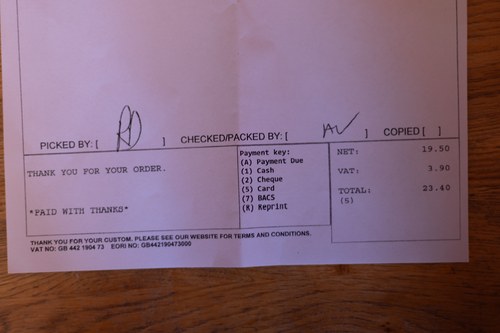 PICKED BY: [ RD ] CHECKED/PACKED BY: [ ] COPIED [ ]
THANK YOU FOR YOUR ORDER.
*PAID WITH THANKS*
Payment key:
(A) Payment Due
(1) Cash
(2) Cheque
(5) Card
(7) BACS
(R) Reprint
NET: 19.50
VAT: 3.90
TOTAL: 23.40
(5)
THANK YOU FOR YOUR CUSTOM. PLEASE SEE OUR WEBSITE FOR TERMS AND CONDITIONS.
VAT NO: GB 442 1904 73 EORI NO: GB442190473000